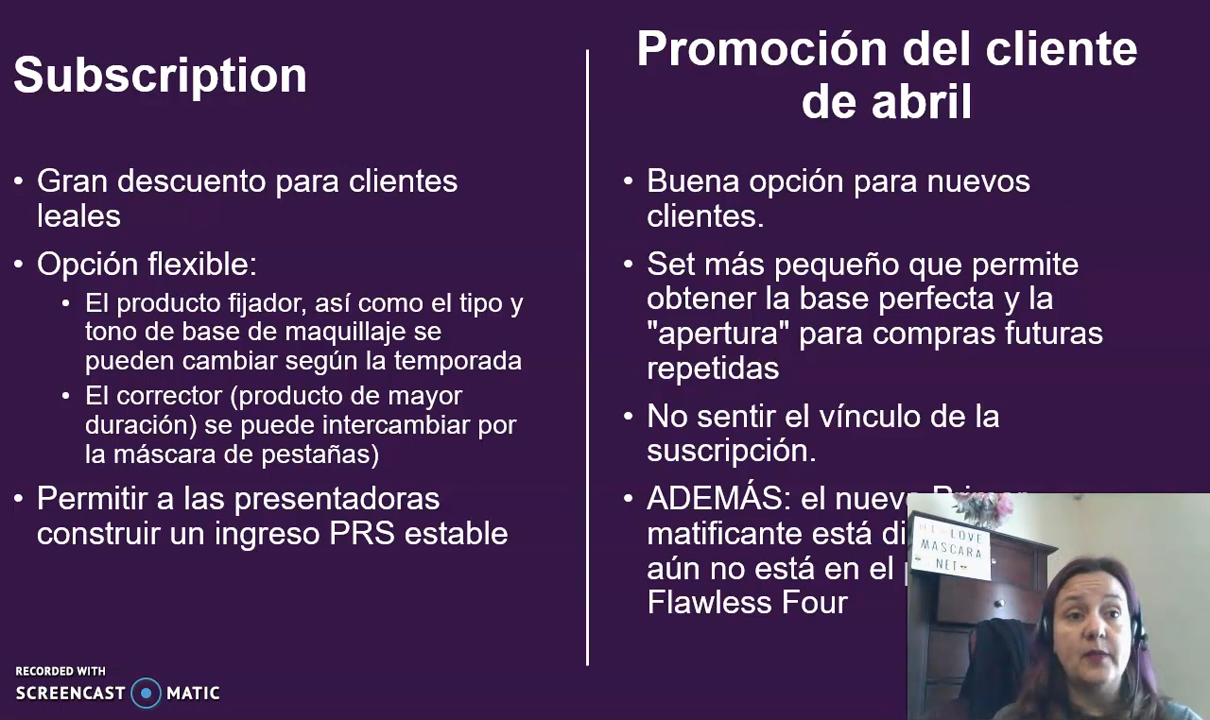 Subscription
• Gran descuento para clientes
leales
• Opción flexible:
• El producto fijador, así como el tipo y
tono de base de maquillaje se
pueden cambiar según la temporada
• El corrector (producto de mayor
duración) se puede intercambiar por
la máscara de pestañas)
• Permitir a las presentadoras
construir un ingreso PRS estable
Promoción del cliente
de abril
• Buena opción para nuevos
clientes.
• Set más pequeño que permite
obtener la base perfecta y la
"apertura" para compras futuras
repetidas
• No sentir el vínculo de la
suscripción.
• ADEMÁS: el nuevo Primer
matificante está
aún no está en el
Flawless Four
LOVE
MASCARA
NET
RECORDED WITH
SCREENCAST MATIC